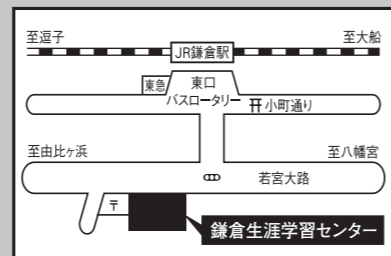 至逗子
至大船
JR鎌倉駅
東急
東口
バスロータリー
小町通り
至由比ヶ浜
至八幡宮
若宮大路
〒
鎌倉生涯学習センター